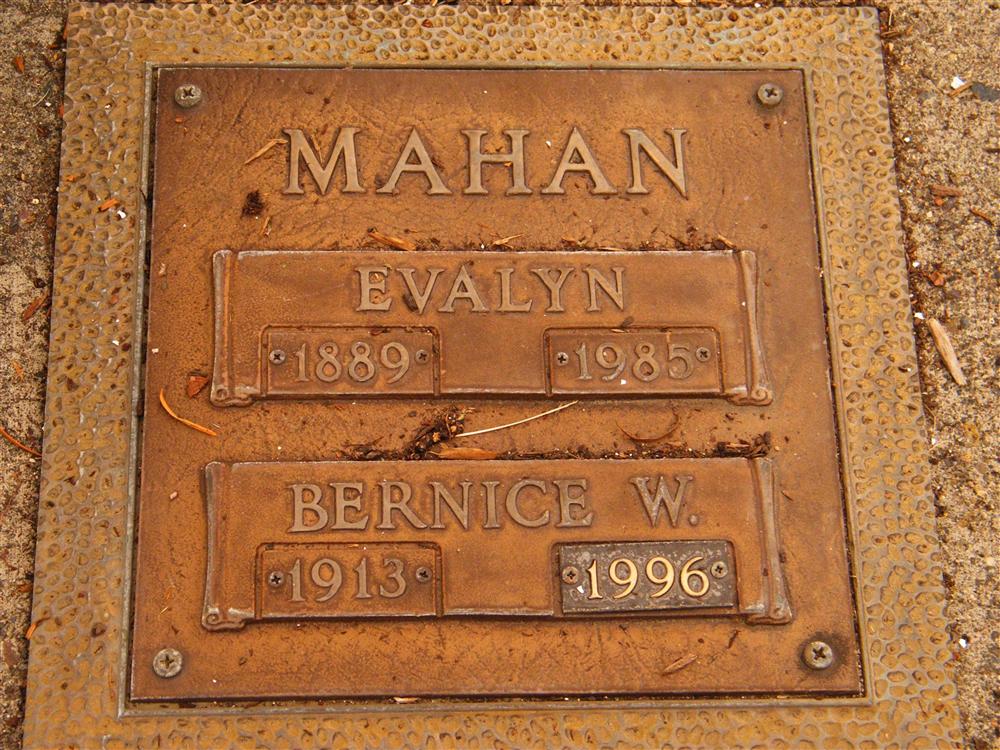 MAHAN
EVALYN
1889 1985
BERNICE W.
1913 1996